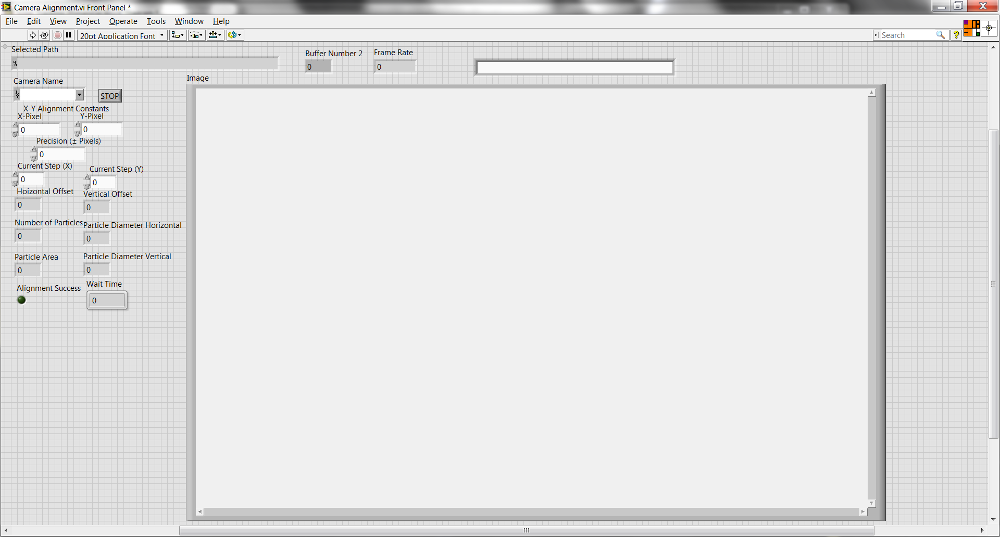 Camera Alignment.vi Front Panel *
File Edit View Project Operate Tools Window Help
20pt Application Font
Search
?
Selected Path
Buffer Number 2 Frame Rate
0 0
Camera Name
Image
STOP
X-Y Alignment Constants
X-Pixel Y-Pixel
0 0
Precision (± Pixels)
0
Current Step (X) Current Step (Y)
0 0
Hoizontal Offset Vertical Offset
0 0
Number of Particles Particle Diameter Horizontal
0 0
Particle Area Particle Diameter Vertical
0 0
Alignment Success Wait Time
0